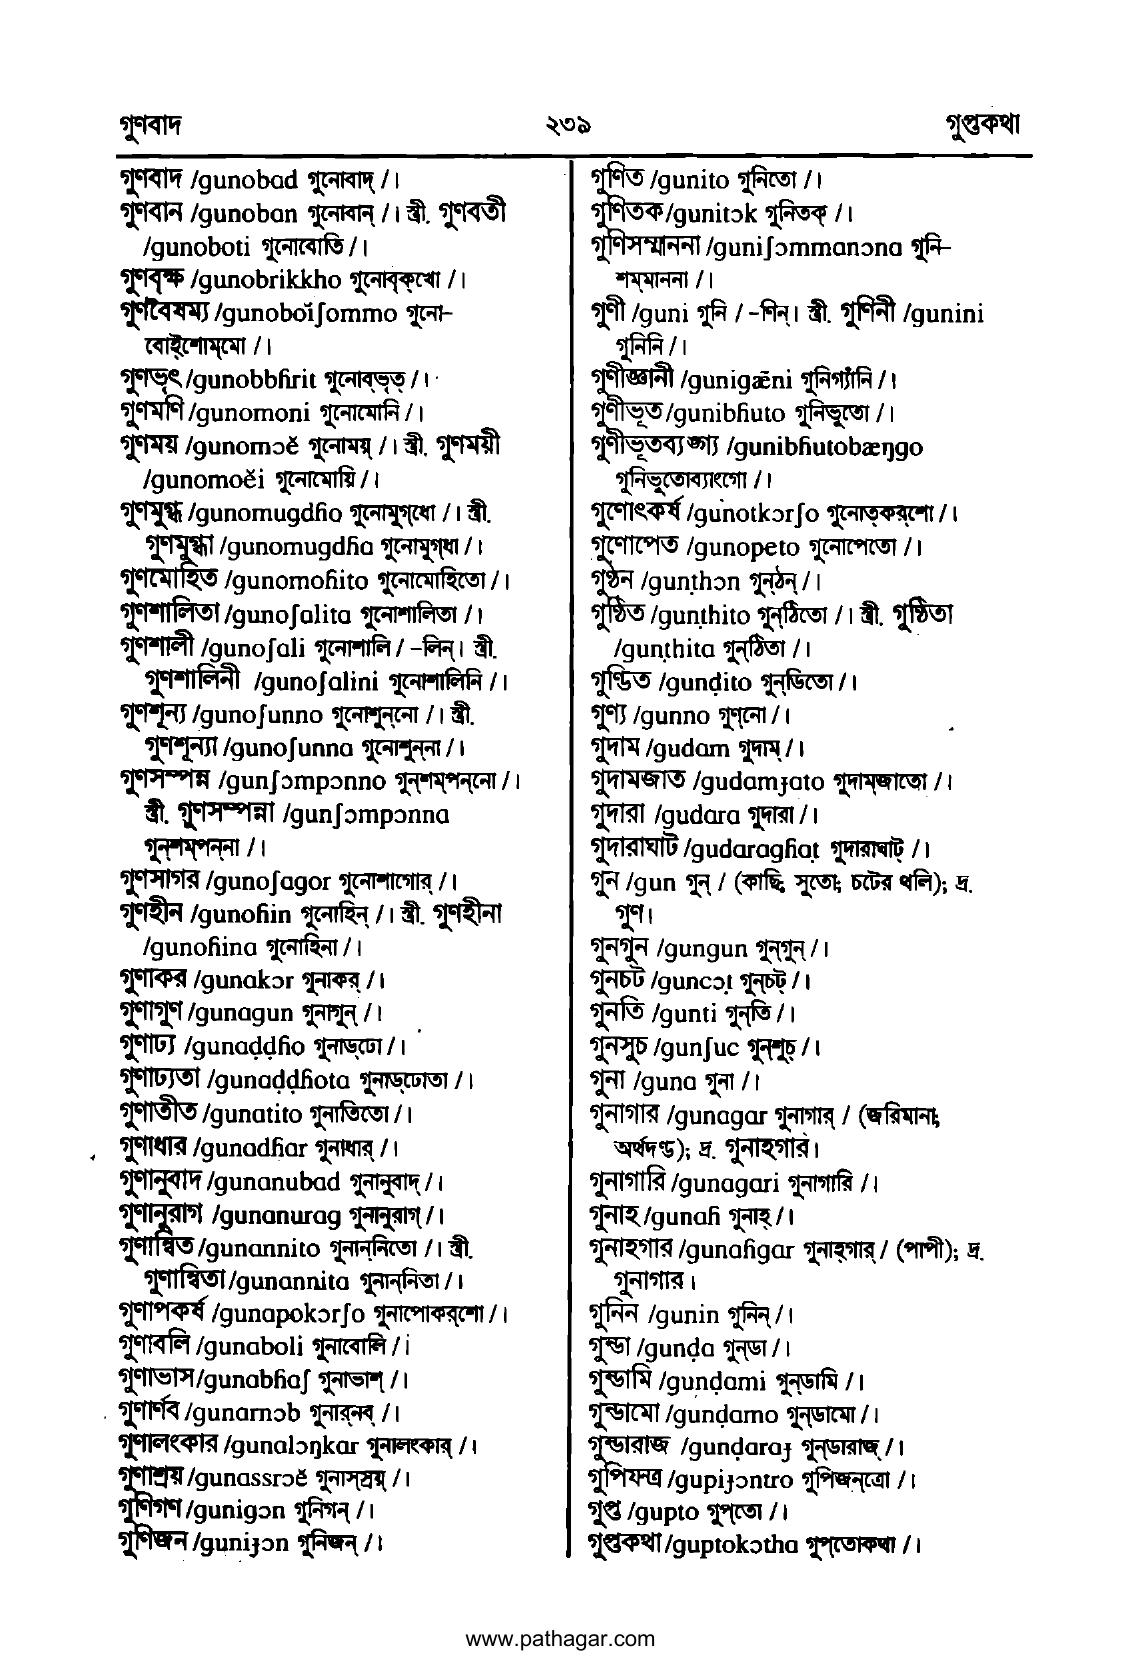 গুণবাদ ২৩৯ গুপ্তকথা
গুণবাদ /gunobad গুনোবাদ্ /।
গুণবান /gunoban গুনোবান্ /। স্ত্রী. গুণবতী
/gunoboti গুনোবোতি /।
গুণবৃক্ষ /gunobrikkho গুনোবৃক্‌খো /।
গুণবৈষম্য /gunoboĭʃommo গুনো-
বোই্‌শোম্‌মো /।
গুণভৃৎ /gunobbɦirit গুনোব্‌ভৃত্ /।
গুণমণি /gunomoni গুনোমোনি /।
গুণময় /gunomɔĕ গুনোময়্ /। স্ত্রী. গুণময়ী
/gunomoĕi গুনোমোয়ি /।
গুণমুগ্ধ /gunomugdɦo গুনোমুগ্‌ধো /। স্ত্রী.
গুণমুগ্ধা /gunomugdɦa গুনোমুগ্‌ধা /।
গুণমোহিত /gunomoɦito গুনোমোহিতো /।
গুণশালিতা /gunoʃalita গুনোশালিতা /।
গুণশালী /gunoʃali গুনোশালি / -লিন্। স্ত্রী.
গুণশালিনী /gunoʃalini গুনোশালিনি /।
গুণশূন্য /gunoʃunno গুনোশুন্‌নো /। স্ত্রী.
গুণশূন্যা /gunoʃunna গুনোশুন্‌না /।
গুণসম্পন্ন /gunʃɔmpɔnno গুন্‌শম্‌পন্‌নো /।
স্ত্রী. গুণসম্পন্না /gunʃɔmpɔnna
গুন্‌শম্‌পন্‌না /।
গুণসাগর /gunoʃagor গুনোশাগোর্ /।
গুণহীন /gunoɦin গুনোহিন্ /। স্ত্রী. গুণহীনা
/gunoɦina গুনোহিনা /।
গুণাকর /gunakɔr গুনাকর্ /।
গুণাগুণ /gunagun গুনাগুন্ /।
গুণাঢ্য /gunaḍḍɦo গুনাড্‌ঢো /।
গুণাঢ্যতা /gunaḍḍɦota গুনাড্‌ঢোতা /।
গুণাতীত /gunatito গুনাতিতো /।
গুণাধার /gunadɦar গুনাধার্ /।
গুণানুবাদ /gunanubad গুনানুবাদ্ /।
গুণানুরাগ /gunanurag গুনানুরাগ্ /।
গুণান্বিত /gunannito গুনান্‌নিতো /। স্ত্রী.
গুণান্বিতা /gunannita গুনান্‌নিতা /।
গুণাপকর্ষ /gunapokɔrʃo গুনাপোকর্‌শো /।
গুণাবলি /gunaboli গুনাবোলি /।
গুণাভাস /gunabɦaʃ গুনাভাশ্ /।
গুণার্ণব /gunarnɔb গুনার্‌নব্ /।
গুণালংকার /gunalɔŋkar গুনালংকার্ /।
গুণাশ্রয় /gunassrɔĕ গুনাস্‌স্রয়্ /।
গুণিগণ /gunigɔn গুনিগন্ /।
গুণিজন /guniɟɔn গুনিজন্ /।
গুণিত /gunito গুনিতো /।
গুণিতক /gunitɔk গুনিতক্ /।
গুণিসম্মাননা /guniʃɔmmanɔna গুনি-
শম্‌মাননা /।
গুণী /guni গুনি / -ণিন্। স্ত্রী. গুণিনী /gunini
গুনিনি /।
গুণীজ্ঞানী /gunigæ̃ni গুনিগ্যাঁনি /।
গুণীভূত /gunibɦuto গুনিভুতো /।
গুণীভূতব্যঙ্গ্য /gunibɦutobæŋgo
গুনিভুতোব্যাংগো /।
গুণোৎকর্ষ /gunotkɔrʃo গুনোত্‌কর্‌শো /।
গুণোপেত /gunopeto গুনোপেতো /।
গুণ্ঠন /gunṭhɔn গুন্‌ঠন্ /।
গুণ্ঠিত /gunṭhito গুন্‌ঠিতো /। স্ত্রী. গুণ্ঠিতা
/gunṭhita গুন্‌ঠিতা /।
গুণ্ডিত /gunḍito গুন্‌ডিতো /।
গুণ্য /gunno গুণ্‌নো /।
গুদাম /gudam গুদাম্ /।
গুদামজাত /gudamɟato গুদাম্‌জাতো /।
গুদারা /gudara গুদারা /।
গুদারাঘাট /gudaragɦaṭ গুদারাঘাট্ /।
গুন /gun গুন্ / (কাছি; সুতো; চটের থলি); দ্র.
গুণ।
গুনগুন /gungun গুন্‌গুন্ /।
গুনচট /guncɔṭ গুন্‌চট্ /।
গুনতি /gunti গুন্‌তি /।
গুনসুচ /gunʃuc গুন্‌শুচ্ /।
গুনা /guna গুনা /।
গুনাগার /gunagar গুনাগার্ / (জরিমানা;
অর্থদণ্ড); দ্র. গুনাহগার।
গুনাগারি /gunagari গুনাগারি /।
গুনাহ /gunaɦ গুনাহ্ /।
গুনাহগার /gunaɦgar গুনাহ্‌গার্ / (পাপী); দ্র.
গুনাগার।
গুনিন /gunin গুনিন্ /।
গুন্ডা /gunḍa গুন্‌ডা /।
গুন্ডামি /gunḍami গুন্‌ডামি /।
গুন্ডামো /gunḍamo গুন্‌ডামো /।
গুন্ডারাজ /gunḍaraɟ গুন্‌ডারাজ্ /।
গুপিযন্ত্র /gupiɟɔntro গুপিজন্‌ত্রো /।
গুপ্ত /gupto গুপ্‌তো /।
গুপ্তকথা /guptokɔtha গুপ্‌তোকথা /।
www.pathagar.com